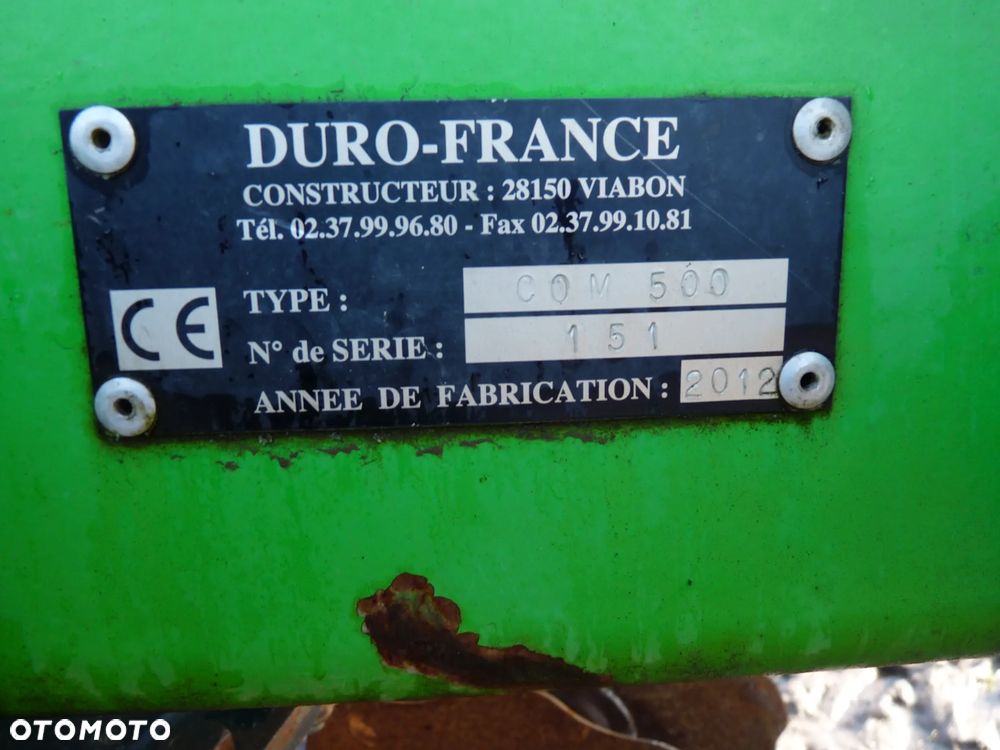 DURO-FRANCE
CONSTRUCTEUR : 28150 VIABON
Tél. 02.37.99.96.80 - Fax 02.37.99.10.81
TYPE : COM 500
N° de SERIE : 151
CE
ANNEE DE FABRICATION : 2012
OTOMOTO